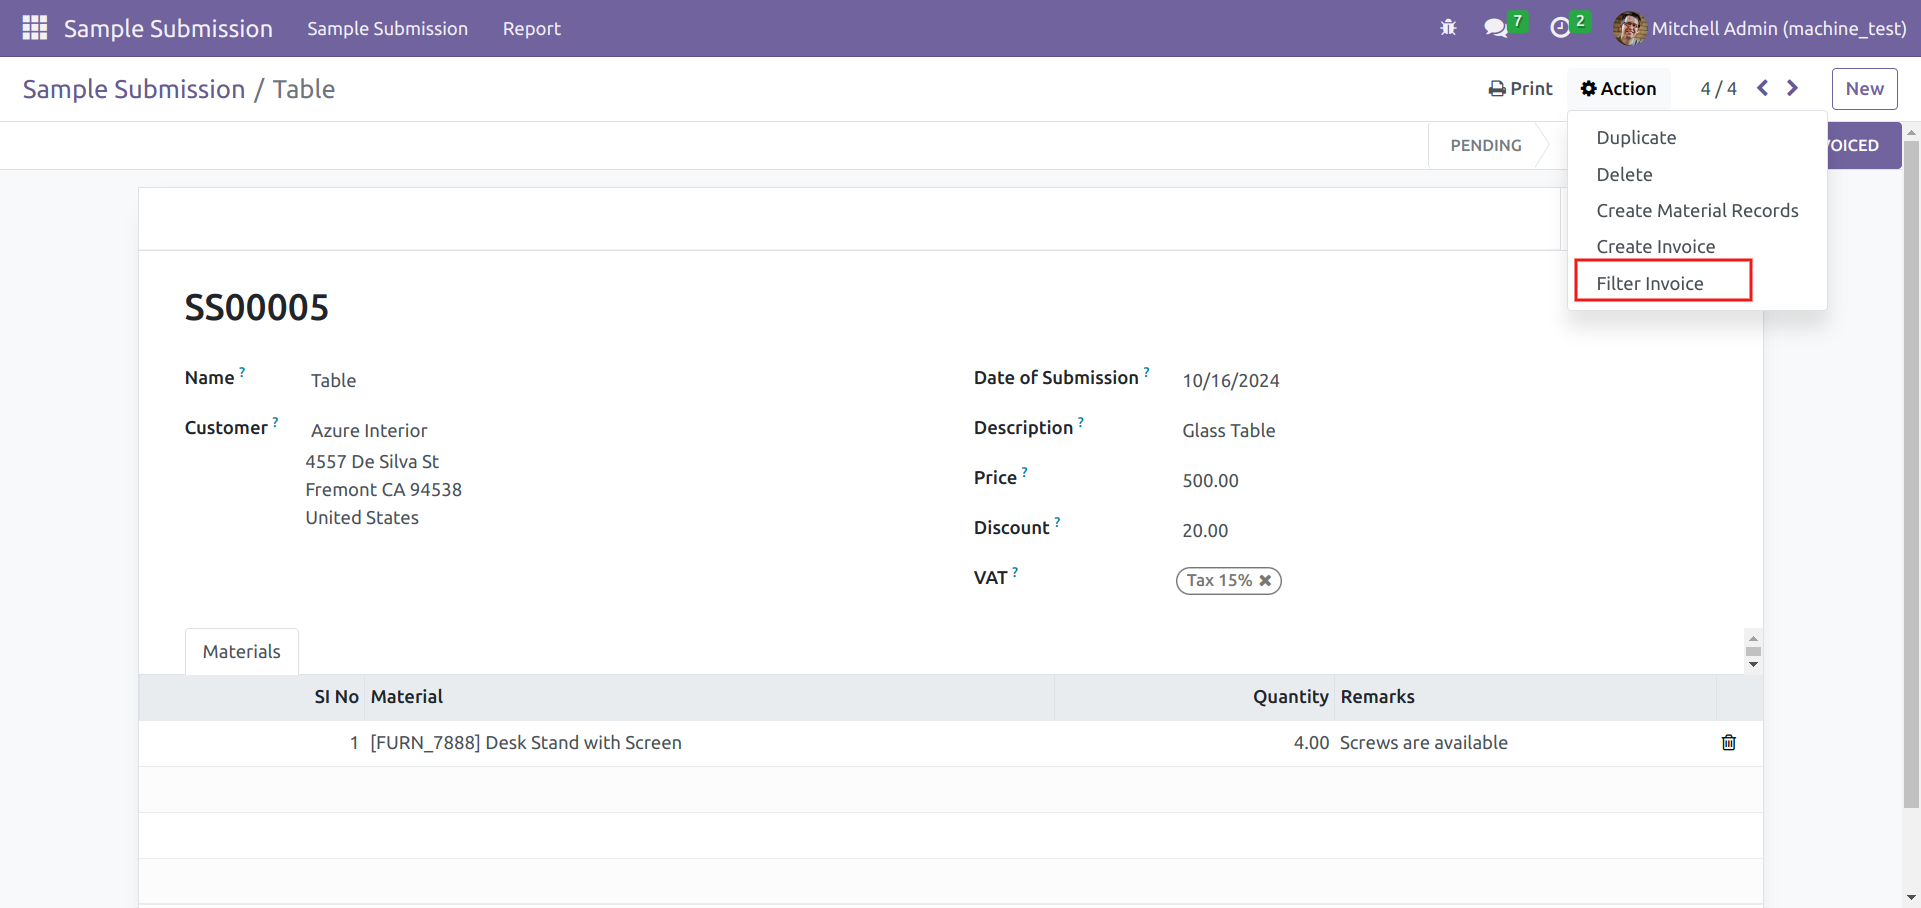 Sample Submission Sample Submission Report 7 2 Mitchell Admin (machine_test)
Sample Submission / Table Print Action 4 / 4 New
PENDING VOICED
Duplicate
Delete
Create Material Records
Create Invoice
Filter Invoice
SS00005
Name ? Table
Customer ? Azure Interior
4557 De Silva St
Fremont CA 94538
United States
Date of Submission ? 10/16/2024
Description ? Glass Table
Price ? 500.00
Discount ? 20.00
VAT ? Tax 15%
Materials
SI No Material Quantity Remarks
1 [FURN_7888] Desk Stand with Screen 4.00 Screws are available